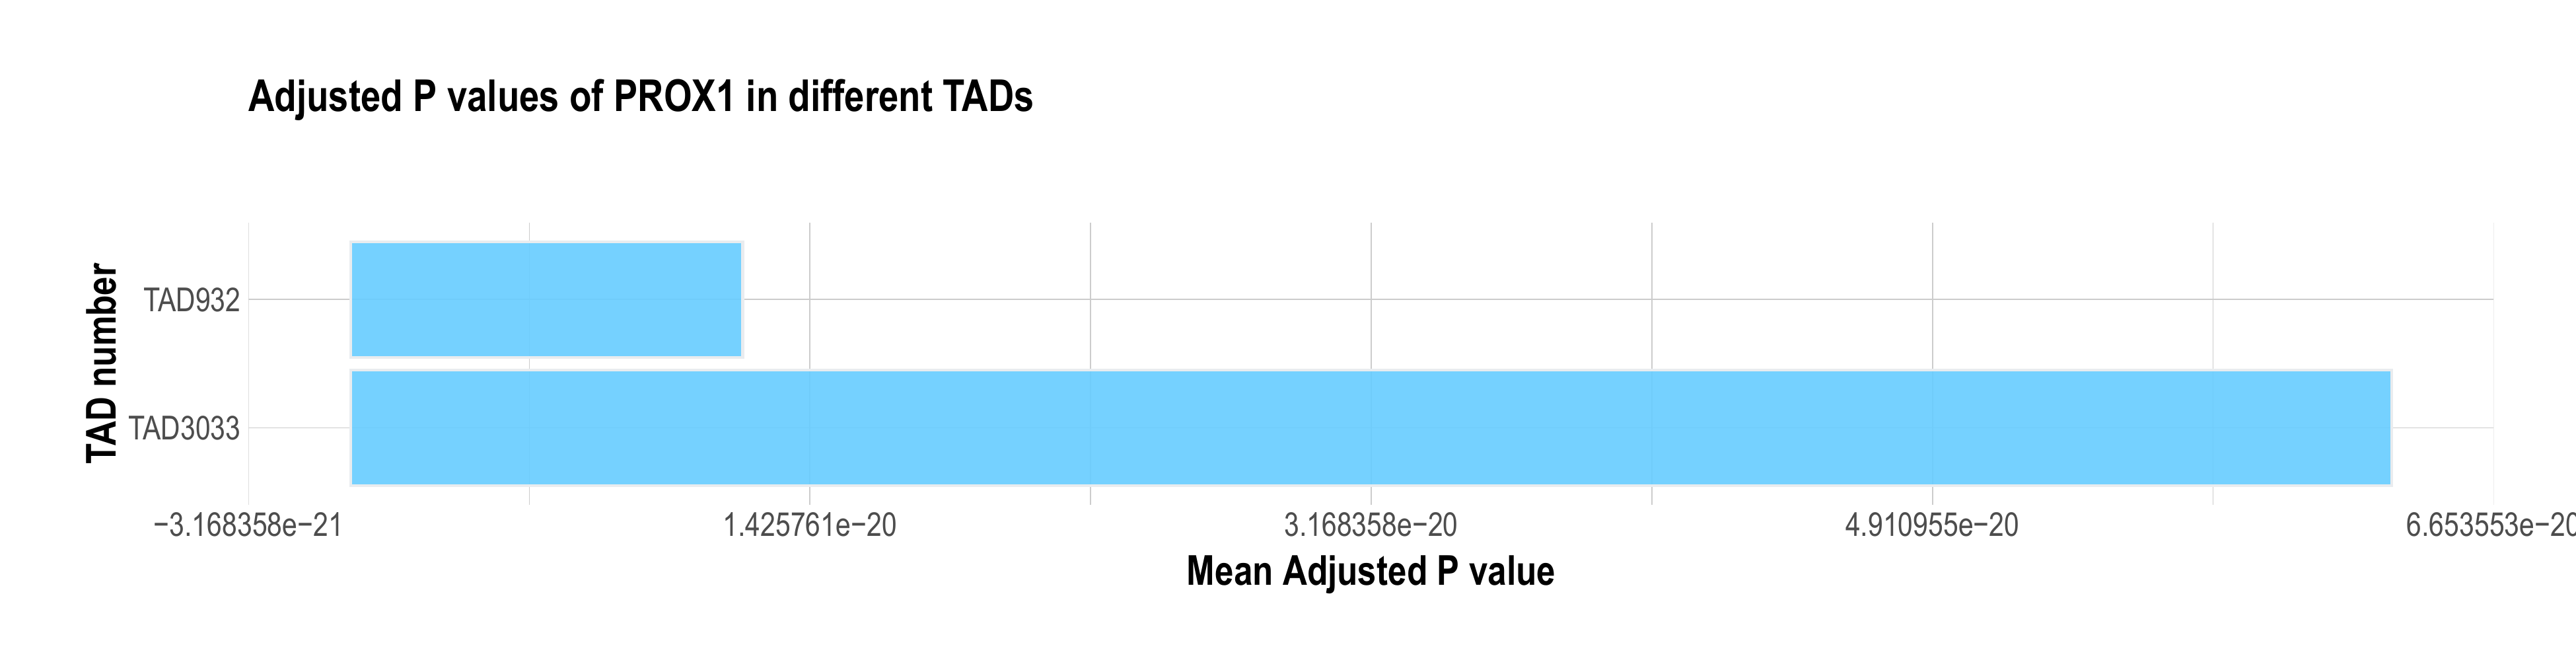 Adjusted P values of PROX1 in different TADs
TAD number
TAD932
TAD3033
−3.168358e−21 1.425761e−20 3.168358e−20 4.910955e−20 6.653553e−20
Mean Adjusted P value